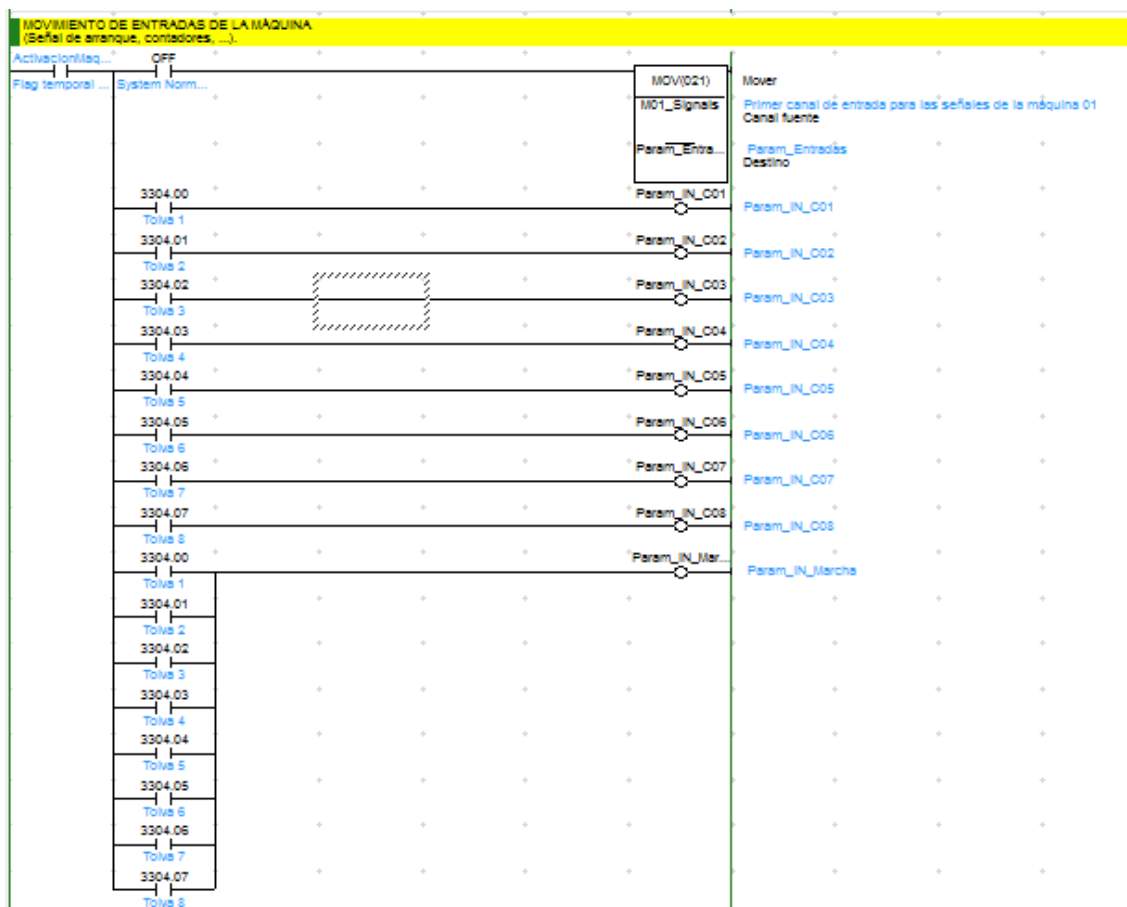 MOVIMIENTO DE ENTRADAS DE LA MÁQUINA
(Señal de arranque, contadores, ...).
ActivacionMaq... OFF
Flag temporal ... System Norm... MOV(021) Mover
M01_Signals Primer canal de entrada para las señales de la máquina 01
Canal fuente
Param_Entra... Param_Entradas
Destino
3304.00 Param_IN_C01
Tolva 1 Param_IN_C01
3304.01 Param_IN_C02
Tolva 2 Param_IN_C02
3304.02 Param_IN_C03
Tolva 3 Param_IN_C03
3304.03 Param_IN_C04
Tolva 4 Param_IN_C04
3304.04 Param_IN_C05
Tolva 5 Param_IN_C05
3304.05 Param_IN_C06
Tolva 6 Param_IN_C06
3304.06 Param_IN_C07
Tolva 7 Param_IN_C07
3304.07 Param_IN_C08
Tolva 8 Param_IN_C08
3304.00 Param_IN_Mar...
Tolva 1 Param_IN_Marcha
3304.01
Tolva 2
3304.02
Tolva 3
3304.03
Tolva 4
3304.04
Tolva 5
3304.05
Tolva 6
3304.06
Tolva 7
3304.07
Tolva 8